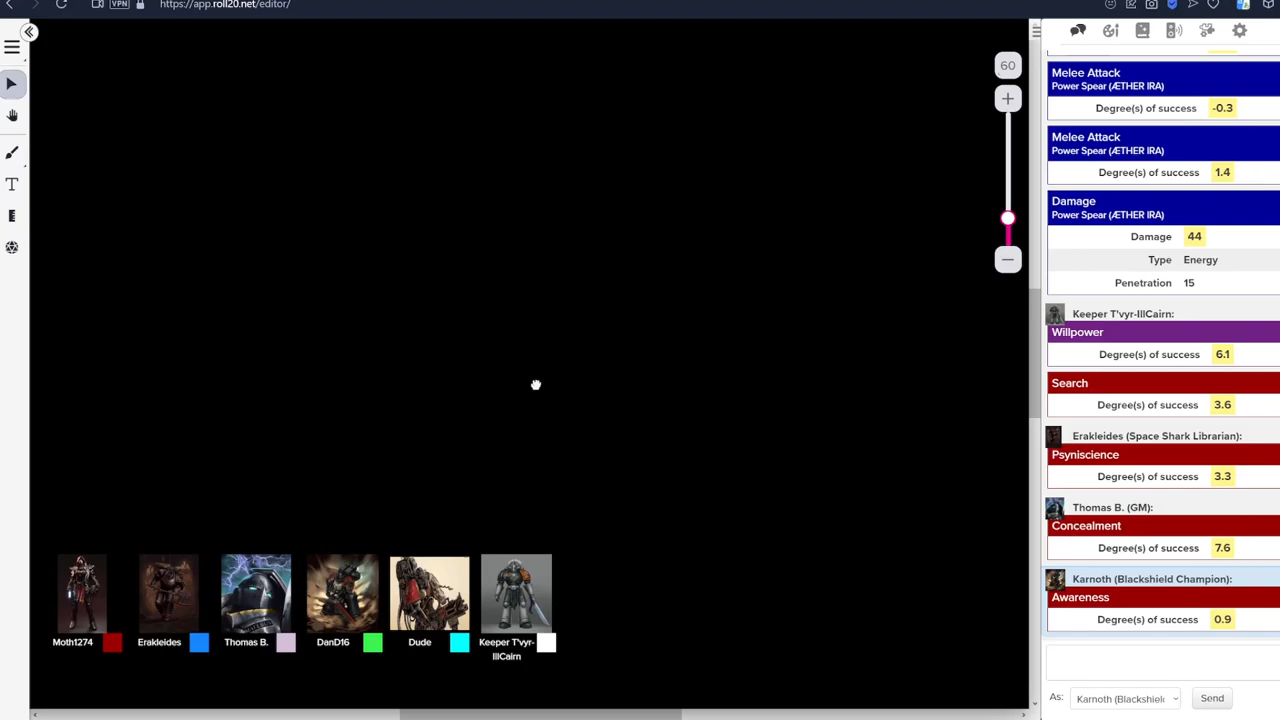 VPN
https://app.roll20.net/editor/
60
Melee Attack
Power Spear (ÆTHER IRA)
Degree(s) of success -0.3
Melee Attack
Power Spear (ÆTHER IRA)
Degree(s) of success 1.4
Damage
Power Spear (ÆTHER IRA)
Damage 44
Type Energy
Penetration 15
Keeper T'vyr-IllCairn:
Willpower
Degree(s) of success 6.1
Search
Degree(s) of success 3.6
Erakleides (Space Shark Librarian):
Psyniscience
Degree(s) of success 3.3
Thomas B. (GM):
Concealment
Degree(s) of success 7.6
Karnoth (Blackshield Champion):
Awareness
Degree(s) of success 0.9
Moth1274
Erakleides
Thomas B.
DanD16
Dude
Keeper T'vyr-
IllCairn
As: Karnoth (Blackshiel
Send